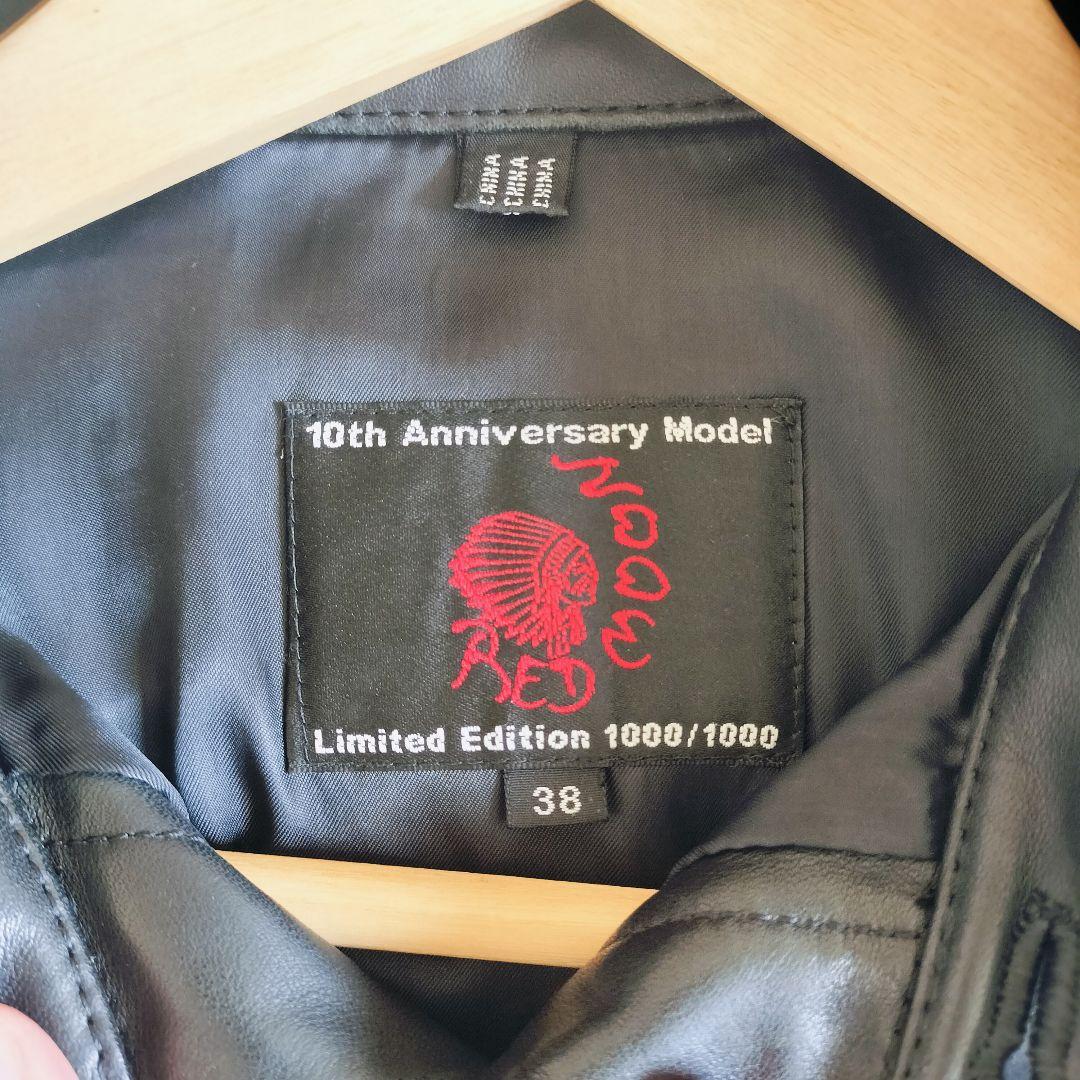 CHINA
CHINA
CHINA
10th Anniversary Model
RED MOON
Limited Edition 1000/1000
38